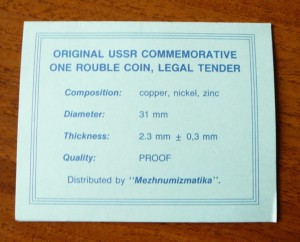 ORIGINAL USSR COMMEMORATIVE
ONE ROUBLE COIN, LEGAL TENDER
Composition: copper, nickel, zinc
Diameter: 31 mm
Thickness: 2.3 mm ± 0,3 mm
Quality: PROOF
Distributed by "Mezhnumizmatika".